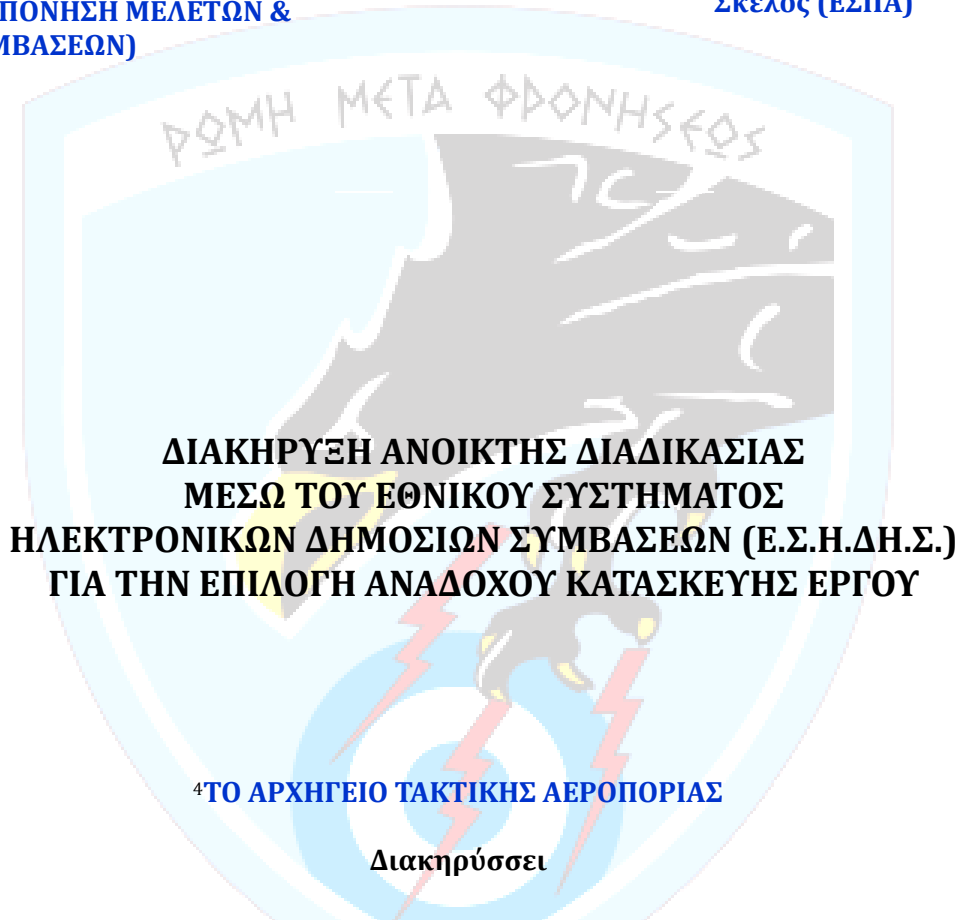 ΠΟΝΗΣΗ ΜΕΛΕΤΩΝ &
ΜΒΑΣΕΩΝ)
Σκέλος (ΕΣΠΑ)
ΡΩΜΗ ΜΕΤΑ ΦΡΟΝΗΣΕΩΣ
ΔΙΑΚΗΡΥΞΗ ΑΝΟΙΚΤΗΣ ΔΙΑΔΙΚΑΣΙΑΣ
ΜΕΣΩ ΤΟΥ ΕΘΝΙΚΟΥ ΣΥΣΤΗΜΑΤΟΣ
ΗΛΕΚΤΡΟΝΙΚΩΝ ΔΗΜΟΣΙΩΝ ΣΥΜΒΑΣΕΩΝ (Ε.Σ.Η.ΔΗ.Σ.)
ΓΙΑ ΤΗΝ ΕΠΙΛΟΓΗ ΑΝΑΔΟΧΟΥ ΚΑΤΑΣΚΕΥΗΣ ΕΡΓΟΥ
⁴ΤΟ ΑΡΧΗΓΕΙΟ ΤΑΚΤΙΚΗΣ ΑΕΡΟΠΟΡΙΑΣ
Διακηρύσσει